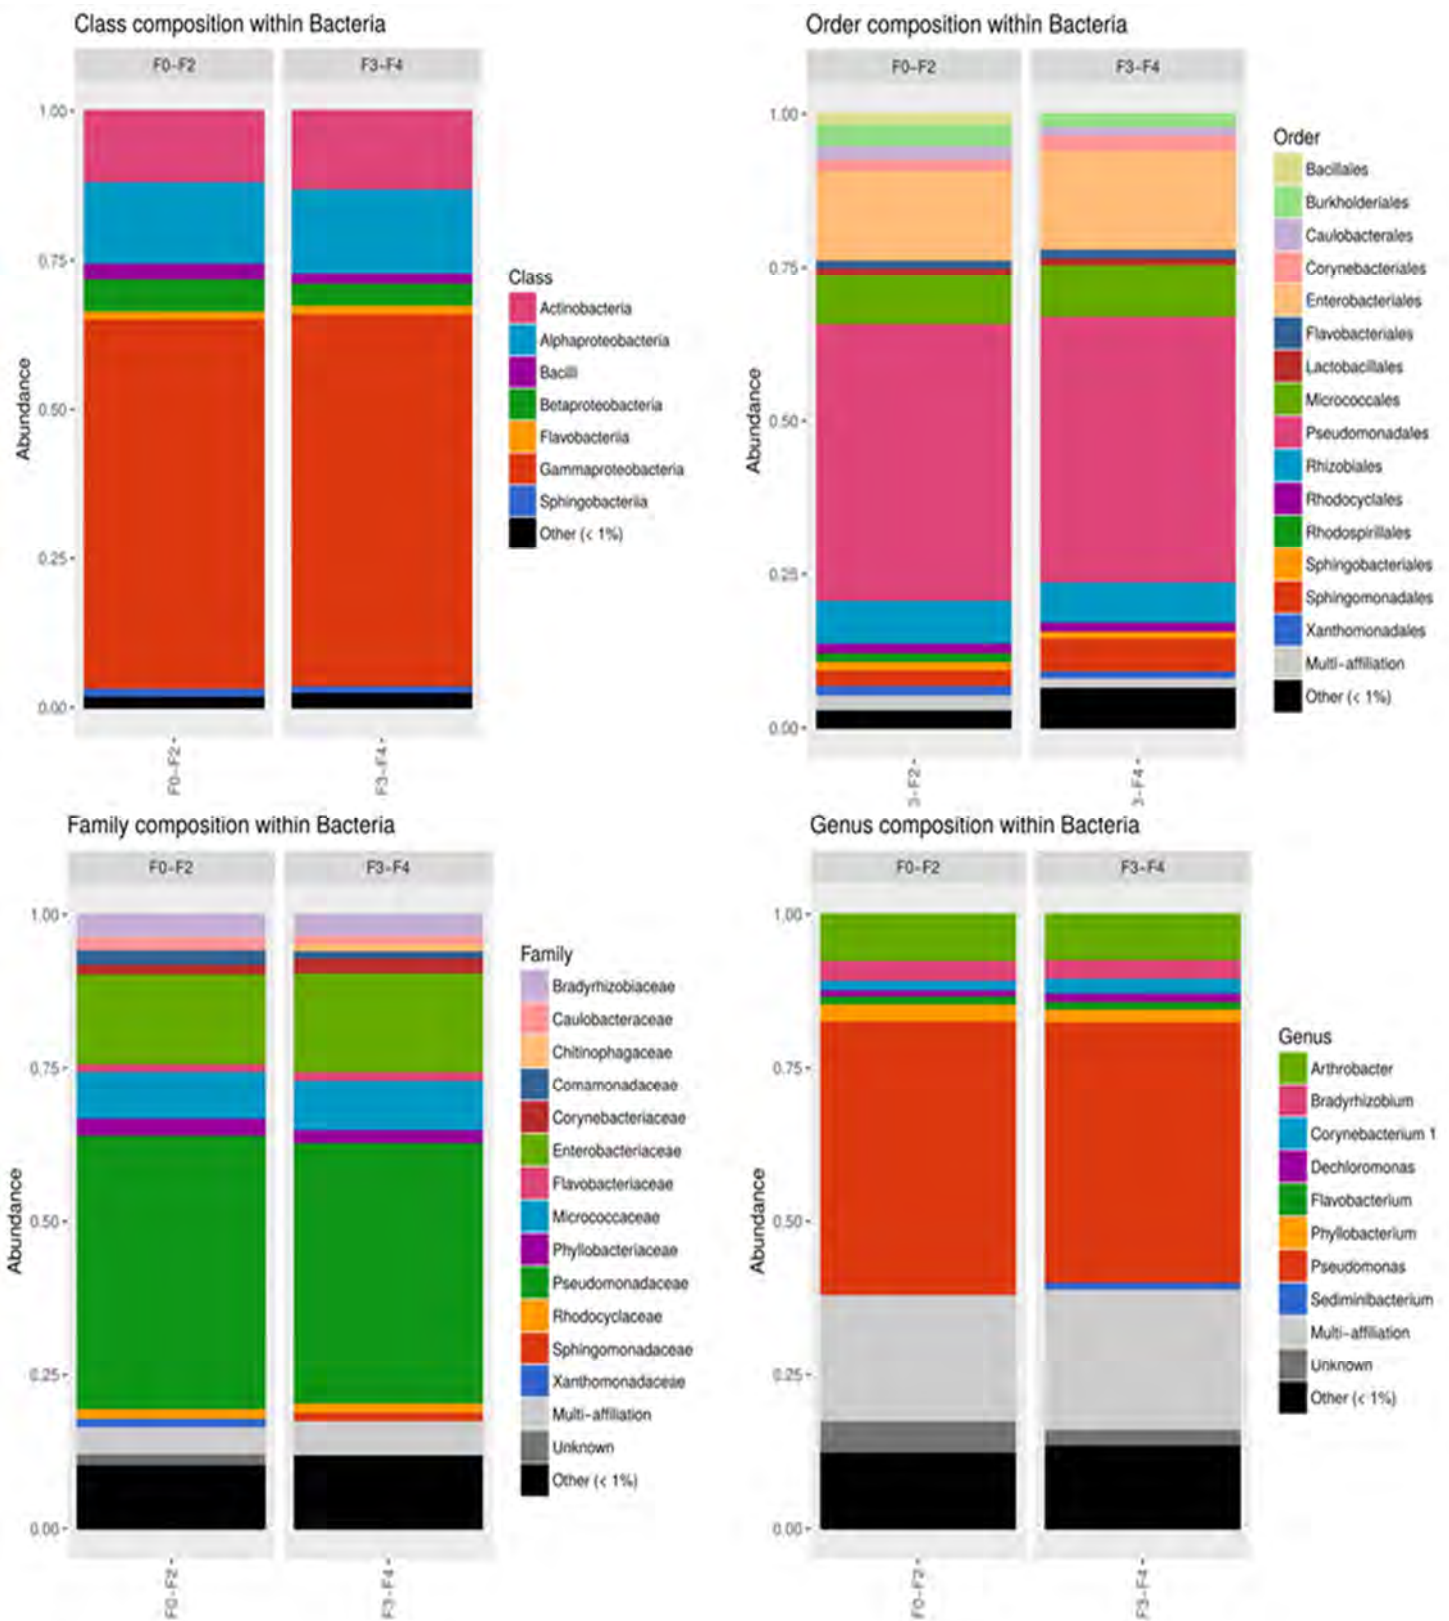 Class composition within Bacteria
F0-F2
F3-F4
1.00
0.75
0.50
0.25
0.00
Abundance
F0-F2
F3-F4
Class
Actinobacteria
Alphaproteobacteria
Bacilli
Betaproteobacteria
Flavobacteriia
Gammaproteobacteria
Sphingobacteriia
Other (< 1%)
Order composition within Bacteria
F0-F2
F3-F4
1.00
0.75
0.50
0.25
0.00
Abundance
3-F2
3-F4
Order
Bacillales
Burkholderiales
Caulobacterales
Corynebacteriales
Enterobacteriales
Flavobacteriales
Lactobacillales
Micrococcales
Pseudomonadales
Rhizobiales
Rhodocyclales
Rhodospirillales
Sphingobacteriales
Sphingomonadales
Xanthomonadales
Multi-affiliation
Other (< 1%)
Family composition within Bacteria
F0-F2
F3-F4
1.00
0.75
0.50
0.25
0.00
Abundance
F0-F2
F3-F4
Family
Bradyrhizobiaceae
Caulobacteraceae
Chitinophagaceae
Comamonadaceae
Corynebacteriaceae
Enterobacteriaceae
Flavobacteriaceae
Micrococcaceae
Phyllobacteriaceae
Pseudomonadaceae
Rhodocyclaceae
Sphingomonadaceae
Xanthomonadaceae
Multi-affiliation
Unknown
Other (< 1%)
Genus composition within Bacteria
F0-F2
F3-F4
1.00
0.75
0.50
0.25
0.00
Abundance
F0-F2
F3-F4
Genus
Arthrobacter
Bradyrhizobium
Corynebacterium 1
Dechloromonas
Flavobacterium
Phyllobacterium
Pseudomonas
Sediminibacterium
Multi-affiliation
Unknown
Other (< 1%)